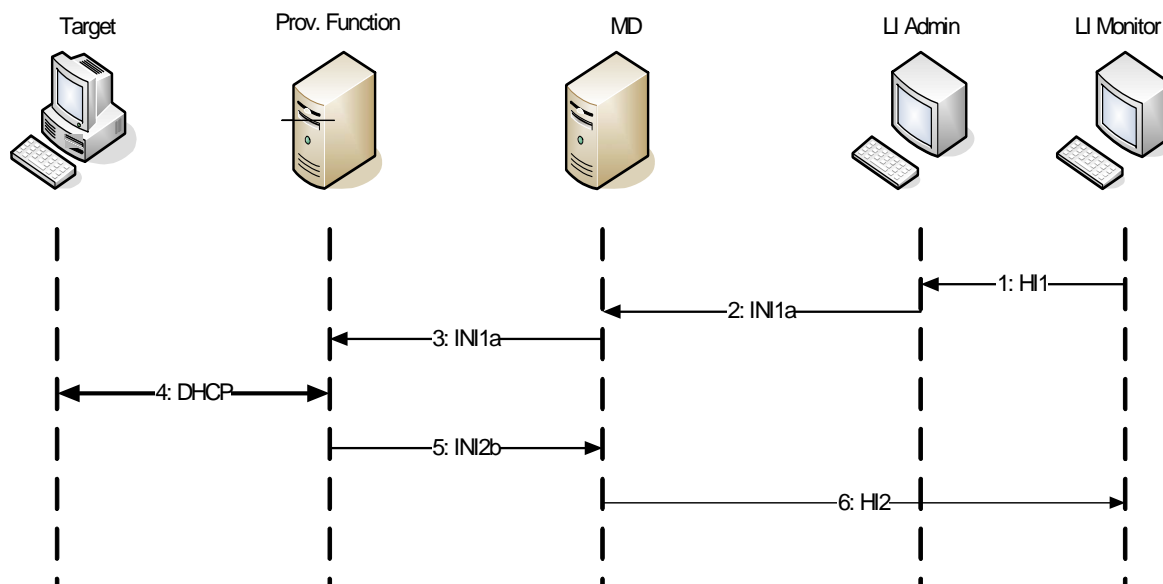 Target
Prov. Function
MD
LI Admin
LI Monitor
1: HI1
2: INI1a
3: INI1a
4: DHCP
5: INI2b
6: HI2